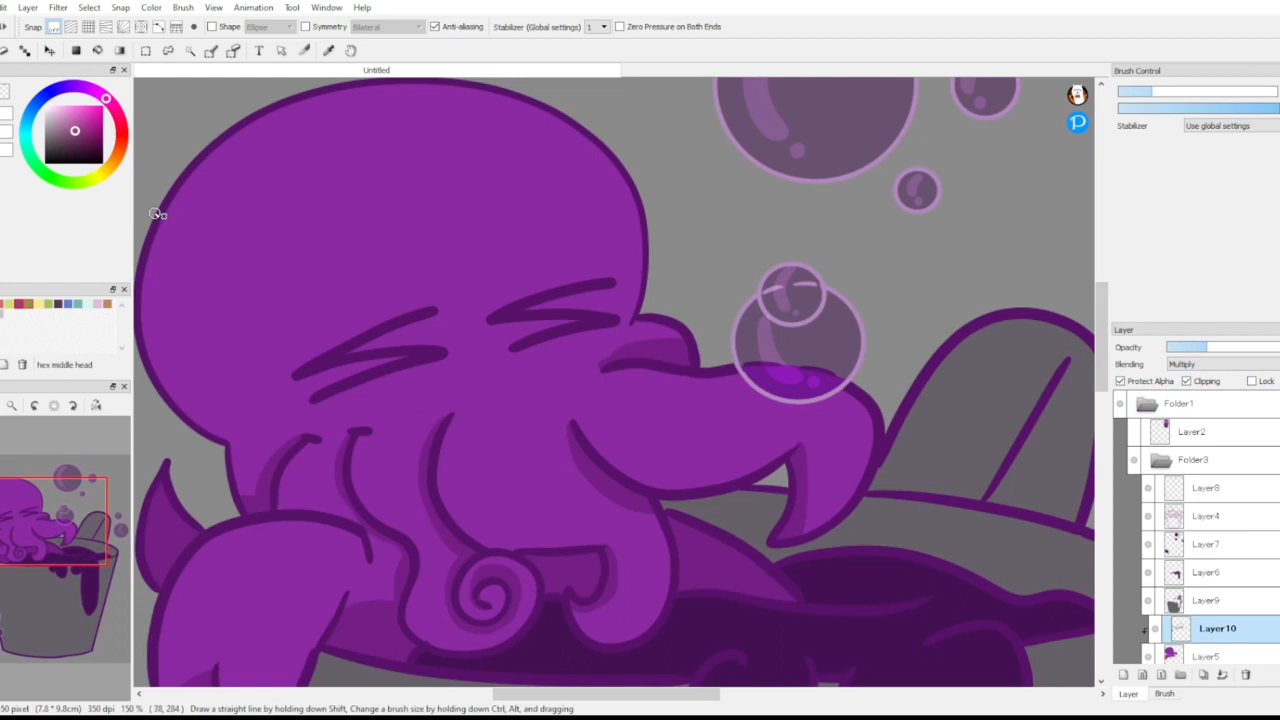 dit Layer Filter Select Snap Color Brush View Animation Tool Window Help
Snap off Shape Ellipse Symmetry Bilateral Anti-aliasing Stabilizer (Global settings) 1 Zero Pressure on Both Ends
Untitled
Brush Control
Stabilizer Use global settings
hex middle head
Layer
Opacity
Blending Multiply
Protect Alpha Clipping Lock
Folder1
Layer2
Folder3
Layer8
Layer4
Layer7
Layer6
Layer9
Layer10
Layer5
Layer Brush
50 pixel (7.8 * 9.8cm) 350 dpi 150 % ( 38, 284 ) Draw a straight line by holding down Shift, Change a brush size by holding down Ctrl, Alt, and dragging